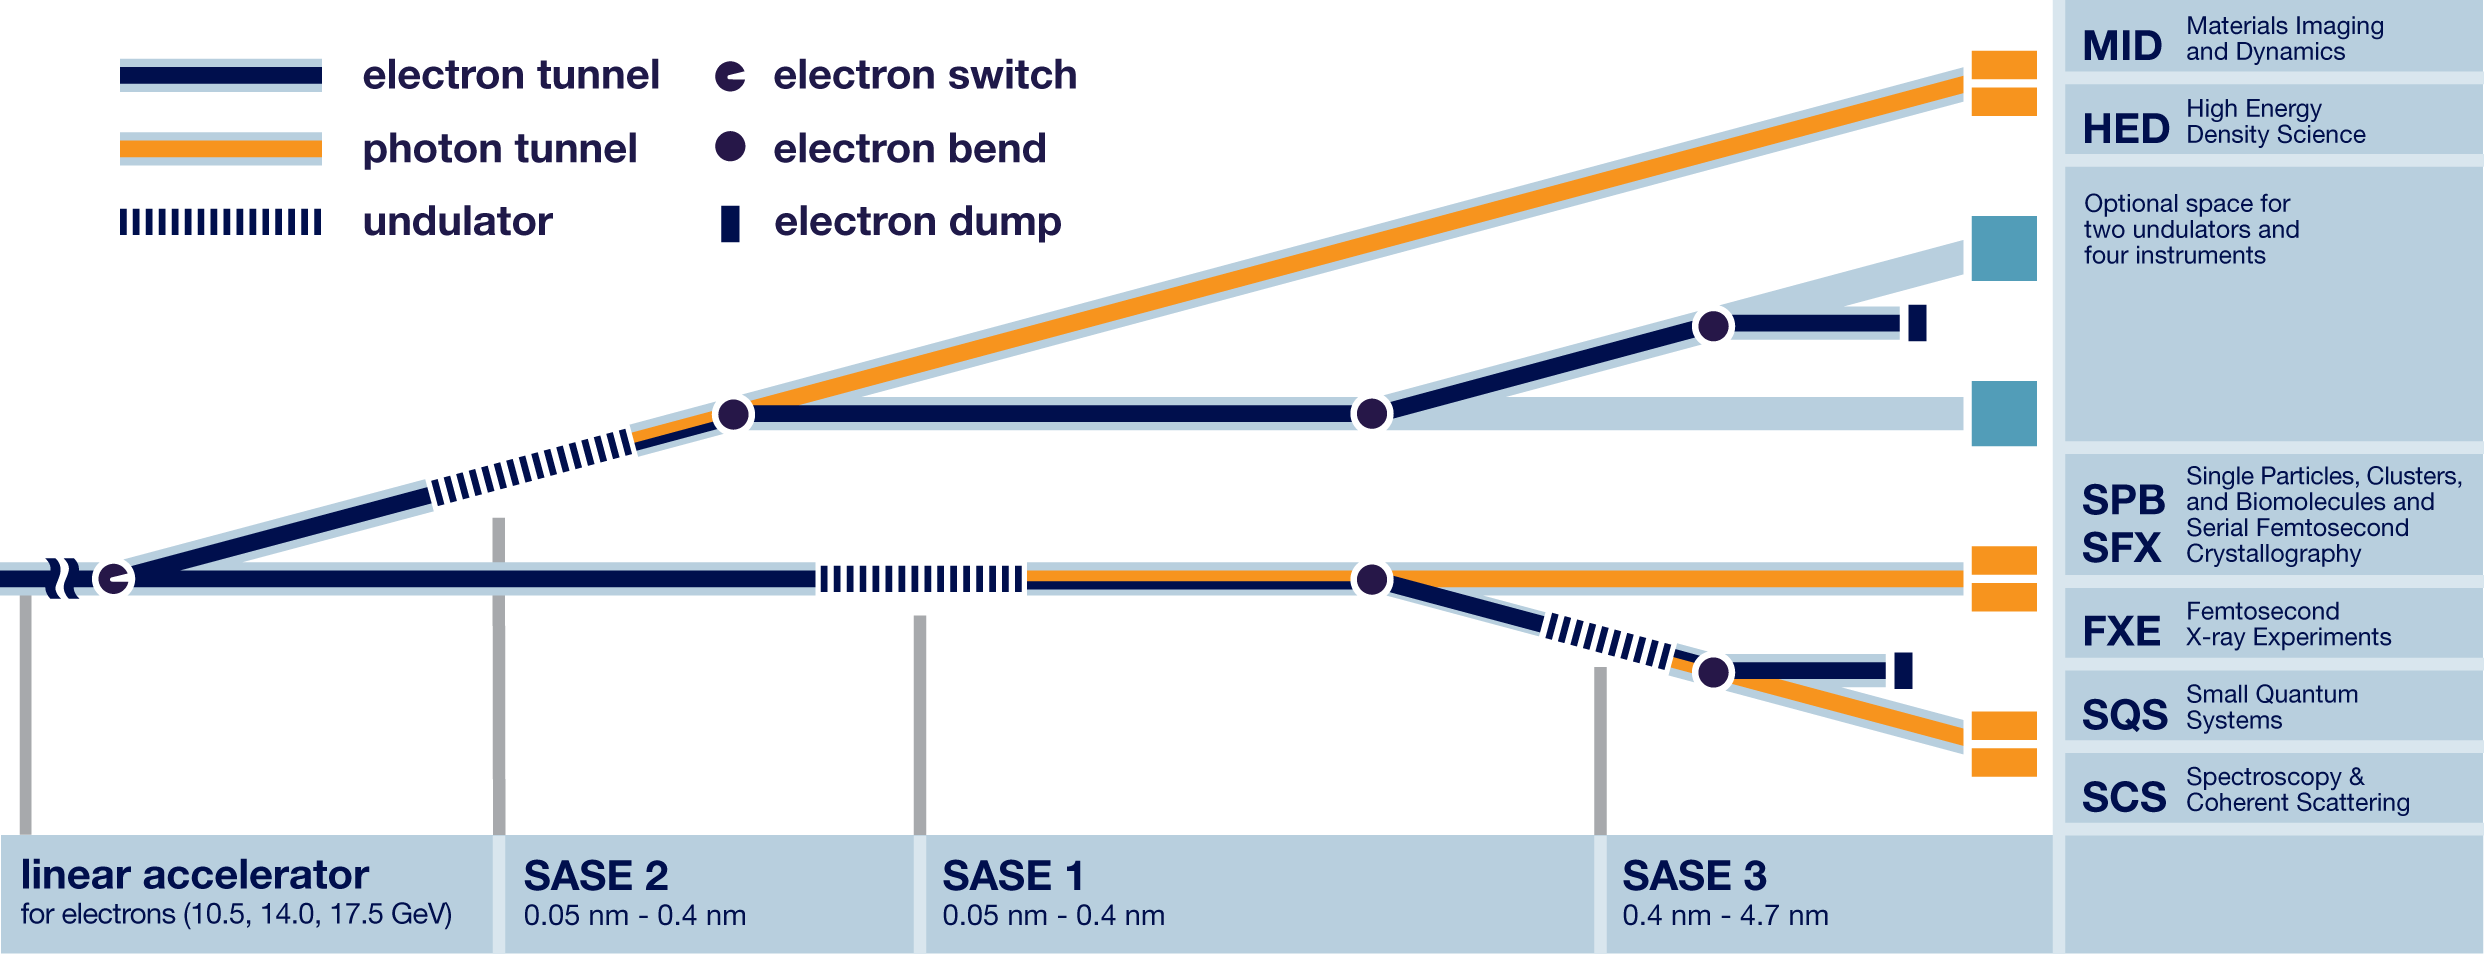 electron tunnel
photon tunnel
undulator
electron switch
electron bend
electron dump
MID
Materials Imaging
and Dynamics
HED
High Energy
Density Science
Optional space for
two undulators and
four instruments
SPB
SFX
Single Particles, Clusters,
and Biomolecules and
Serial Femtosecond
Crystallography
FXE
Femtosecond
X-ray Experiments
SQS
Small Quantum
Systems
SCS
Spectroscopy &
Coherent Scattering
linear accelerator
for electrons (10.5, 14.0, 17.5 GeV)
SASE 2
0.05 nm - 0.4 nm
SASE 1
0.05 nm - 0.4 nm
SASE 3
0.4 nm - 4.7 nm